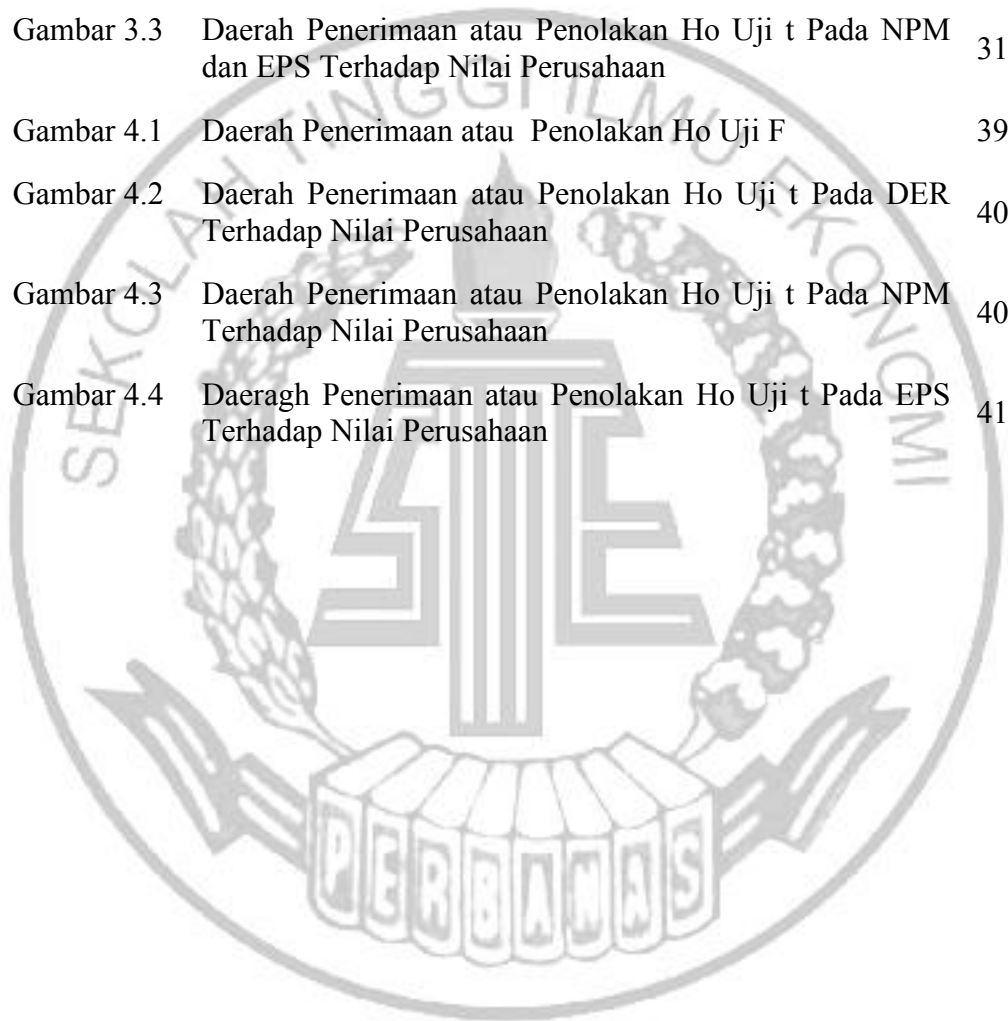 Gambar 3.3 Daerah Penerimaan atau Penolakan Ho Uji t Pada NPM 31
dan EPS Terhadap Nilai Perusahaan
Gambar 4.1 Daerah Penerimaan atau Penolakan Ho Uji F 39
Gambar 4.2 Daerah Penerimaan atau Penolakan Ho Uji t Pada DER 40
Terhadap Nilai Perusahaan
Gambar 4.3 Daerah Penerimaan atau Penolakan Ho Uji t Pada NPM 40
Terhadap Nilai Perusahaan
Gambar 4.4 Daeragh Penerimaan atau Penolakan Ho Uji t Pada EPS 41
Terhadap Nilai Perusahaan
SEKOLAH TINGGI ILMU EKONOMI
STIE
PERBANAS